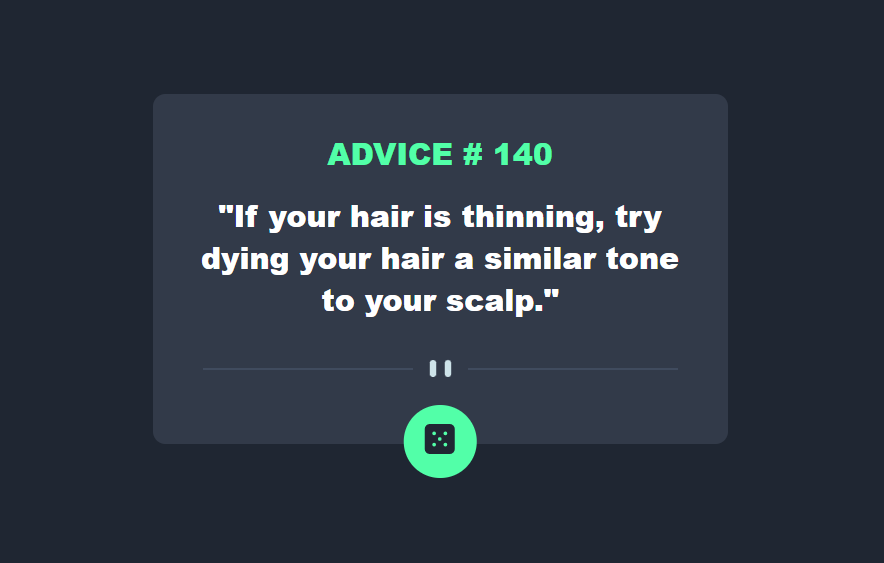 ADVICE # 140
"If your hair is thinning, try
dying your hair a similar tone
to your scalp."